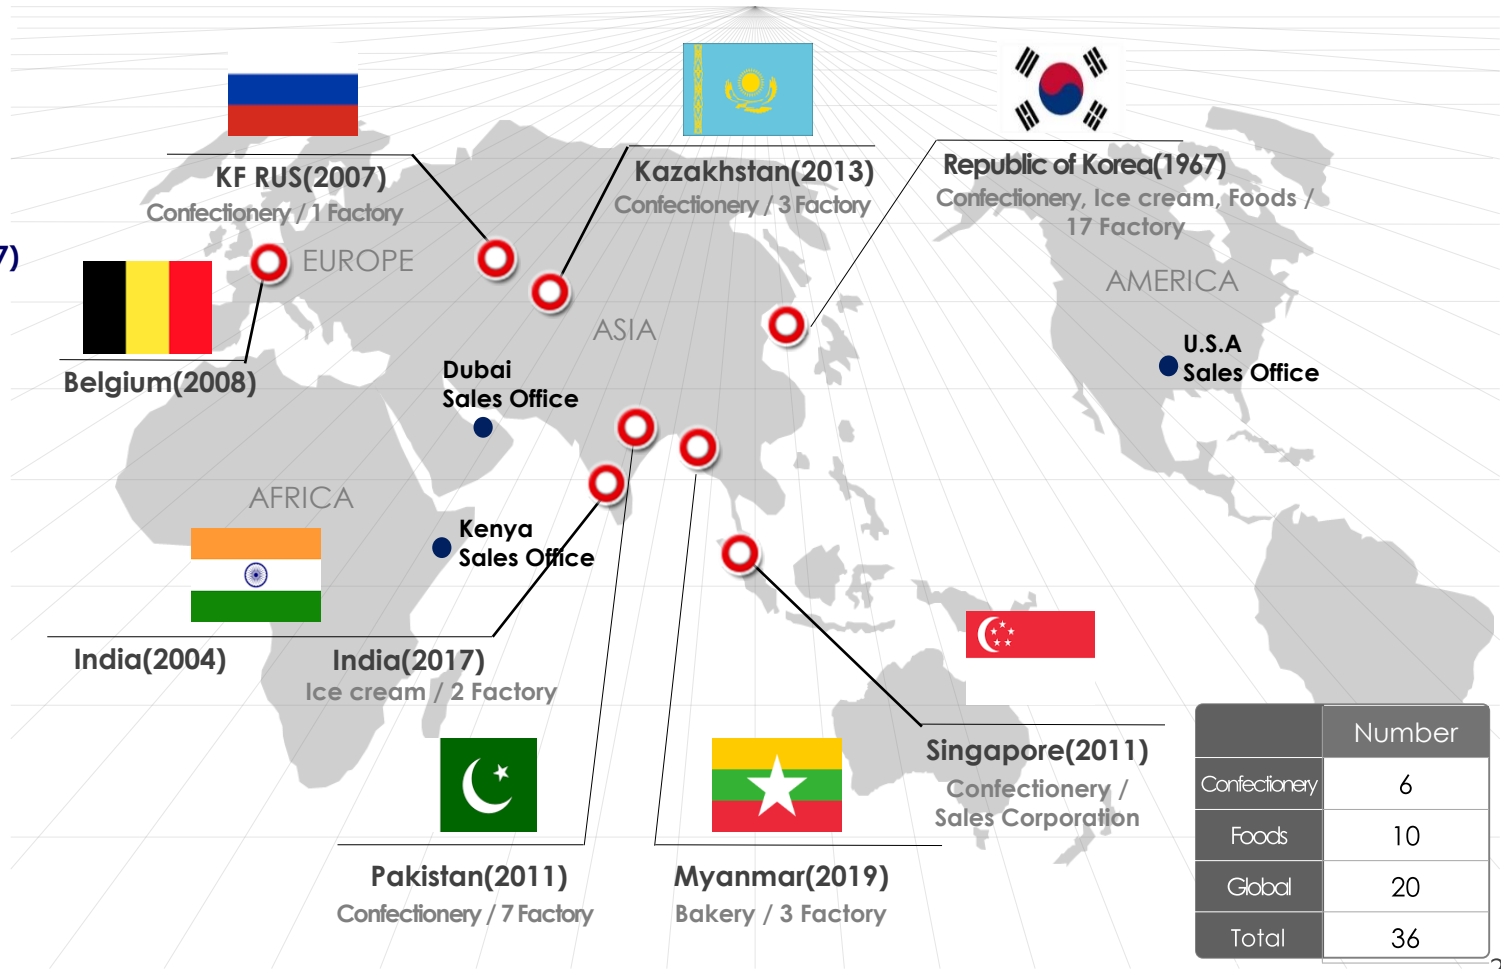 KF RUS(2007)
Confectionery / 1 Factory
Kazakhstan(2013)
Confectionery / 3 Factory
Republic of Korea(1967)
Confectionery, Ice cream, Foods /
17 Factory
7)
EUROPE
AMERICA
ASIA
Belgium(2008)
Dubai
Sales Office
U.S.A
Sales Office
AFRICA
Kenya
Sales Office
India(2004)
India(2017)
Ice cream / 2 Factory
Singapore(2011)
Confectionery /
Sales Corporation
Pakistan(2011)
Confectionery / 7 Factory
Myanmar(2019)
Bakery / 3 Factory
Number
Confectionery 6
Foods 10
Global 20
Total 36